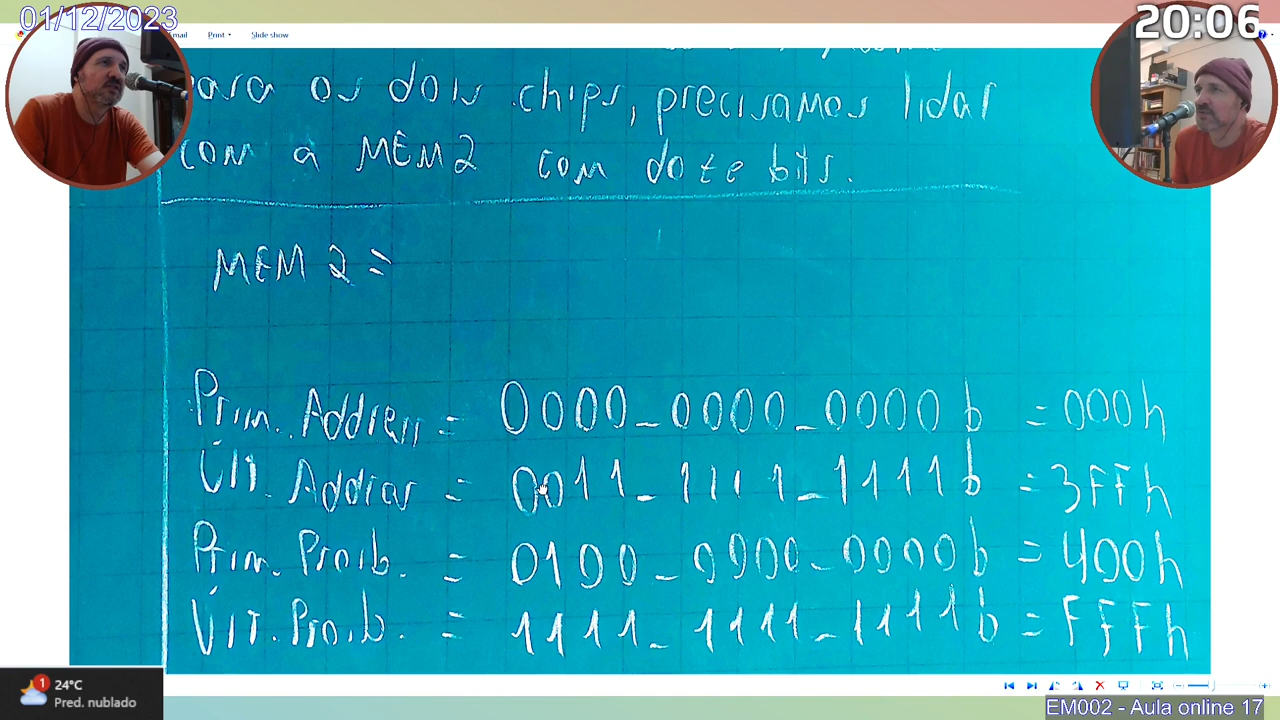 01/12/2023
20:06
Email Print Slide show
para os dois chips, precisamos lidar
com a MEM2 com doze bits.
MEM 2 =
Prim. Address = 0000_0000_0000 b = 000h
Últ. Addres = 0011_1111_1111 b = 3FFh
Prim. Proib. = 0100_0000_0000 b = 400h
Últ. Proib. = 1111_1111_1111 b = FFFh
1
24°C
Pred. nublado
EM002 - Aula online 17